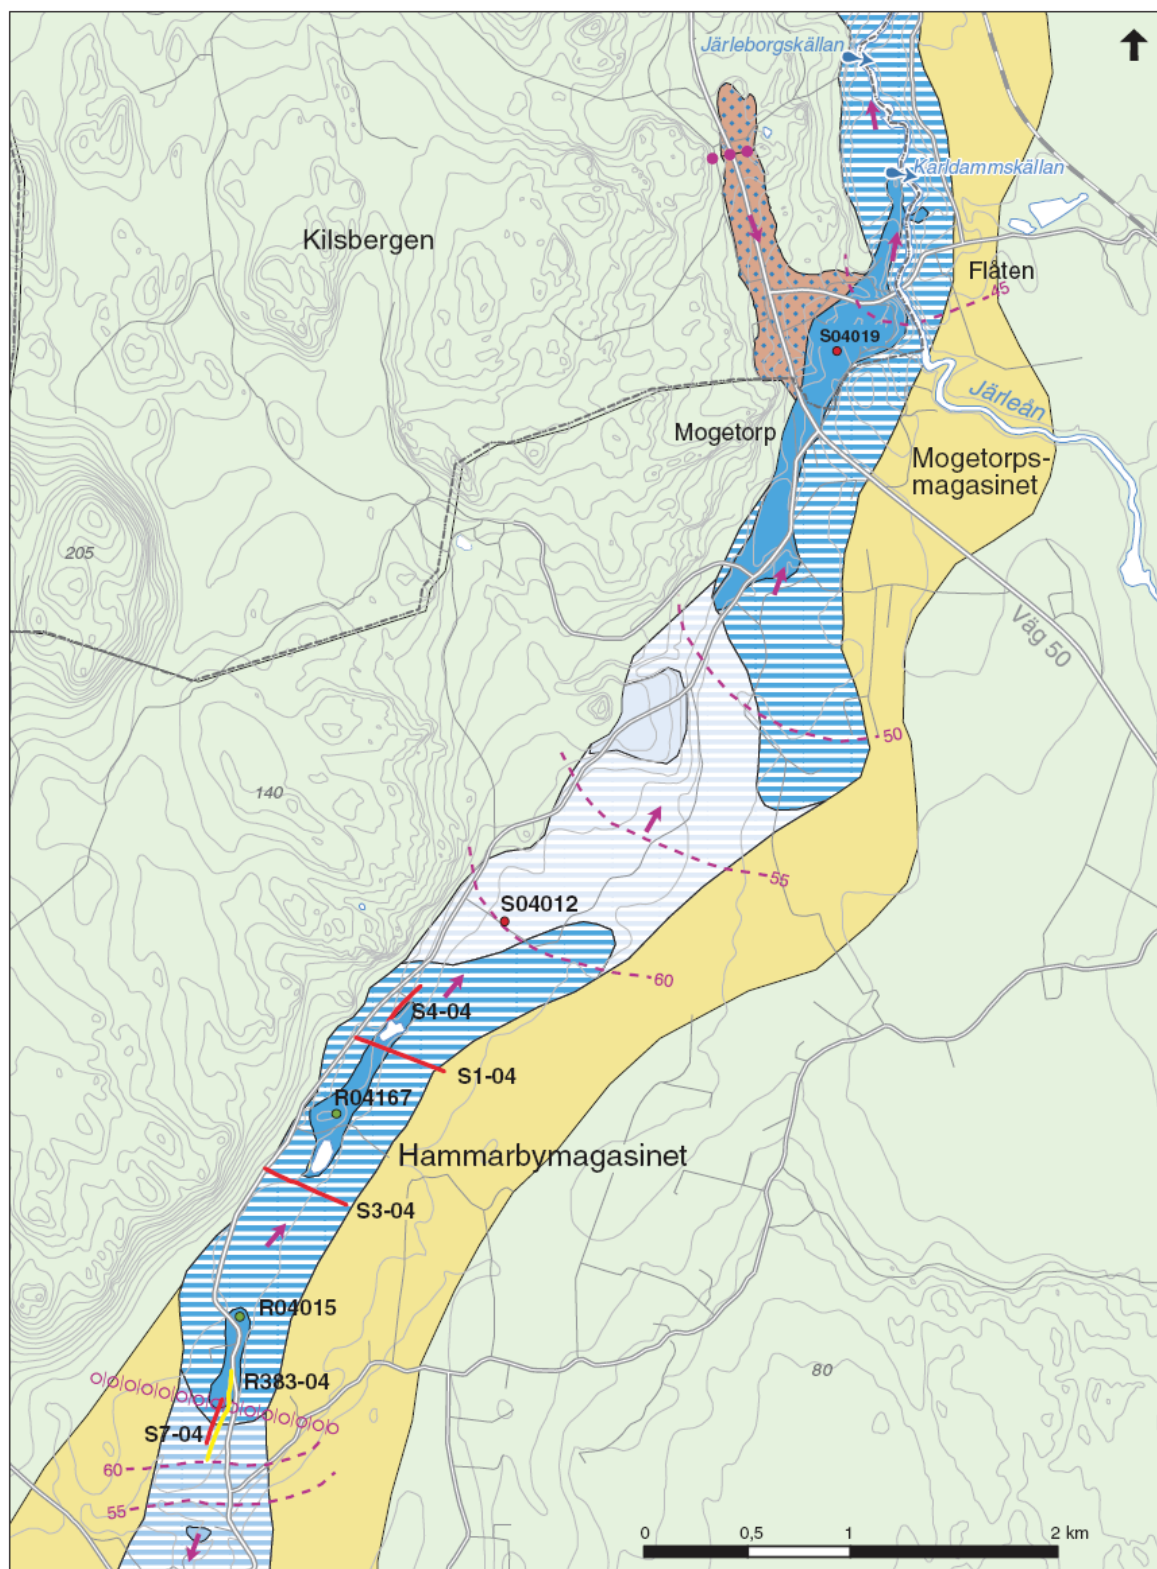 Järleborgskällan
Karldammskällan
Kilsbergen
Flåten
45
S04019
Järleån
Mogetorp
Mogetorps-
magasinet
205
Väg 50
50
140
55
S04012
60
S4-04
S1-04
R04167
Hammarbymagasinet
S3-04
R04015
80
R383-04
S7-04
60
55
0 0,5 1 2 km